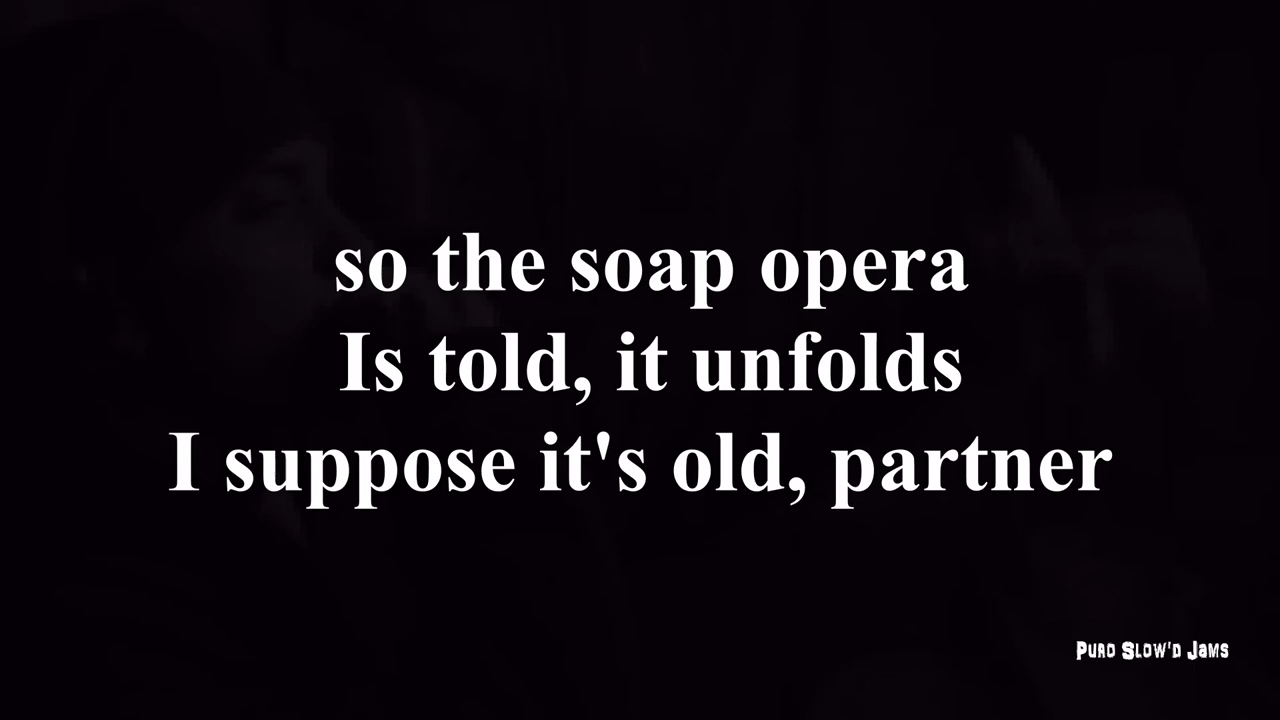 so the soap opera
Is told, it unfolds
I suppose it's old, partner
Puro Slow'd Jams